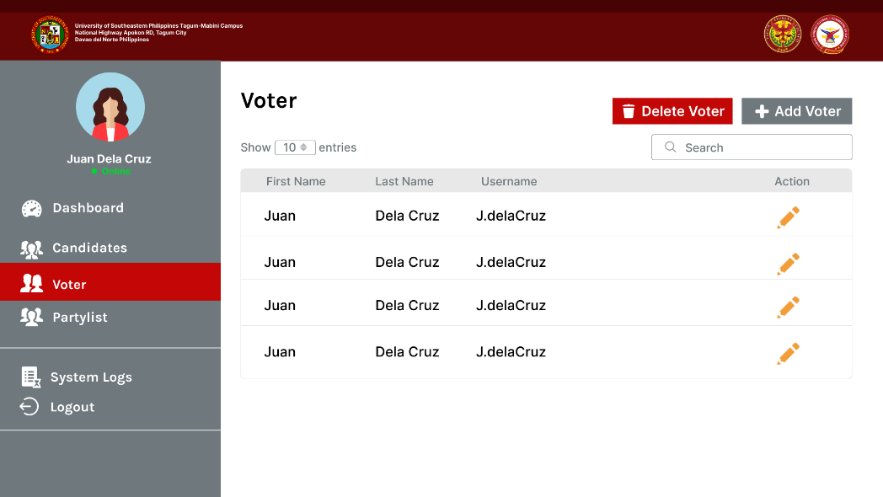 University of Southeastern Philippines Tagum-Mabini Campus
National Highway Apokon RD, Tagum City
Davao del Norte Philippines
Juan Dela Cruz
Online
Dashboard
Candidates
Voter
Partylist
System Logs
Logout
Voter
Delete Voter
Add Voter
Show 10 entries
Search
First Name Last Name Username Action
Juan Dela Cruz J.delaCruz
Juan Dela Cruz J.delaCruz
Juan Dela Cruz J.delaCruz
Juan Dela Cruz J.delaCruz